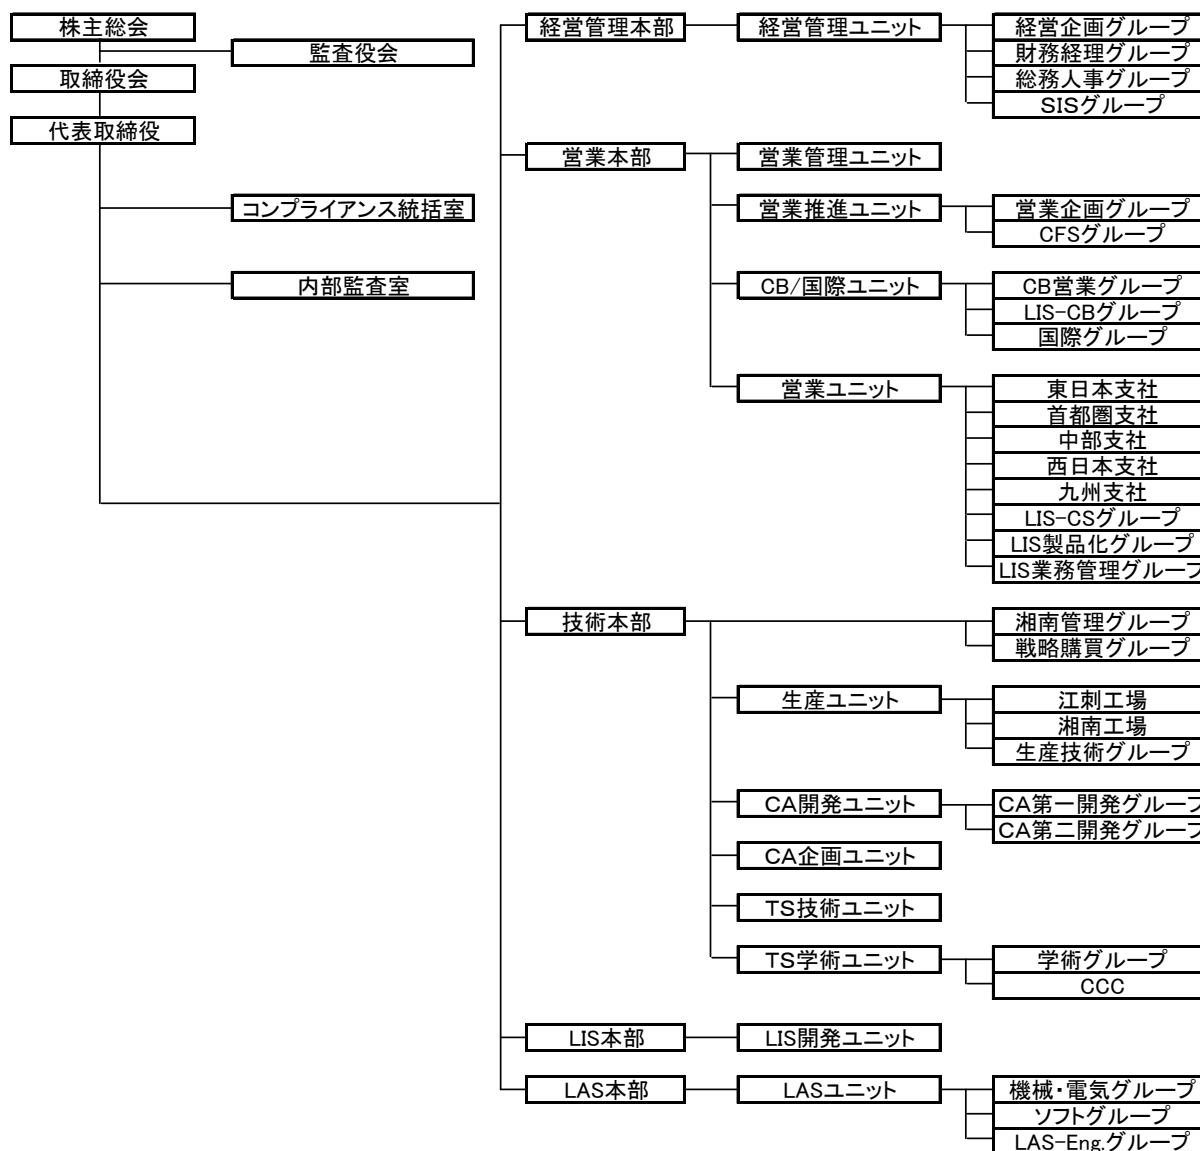 株主総会
監査役会
取締役会
代表取締役
コンプライアンス統括室
内部監査室
経営管理本部
経営管理ユニット
経営企画グループ
財務経理グループ
総務人事グループ
SISグループ
営業本部
営業管理ユニット
営業推進ユニット
営業企画グループ
CFSグループ
CB/国際ユニット
CB営業グループ
LIS-CBグループ
国際グループ
営業ユニット
東日本支社
首都圏支社
中部支社
西日本支社
九州支社
LIS-CSグループ
LIS製品化グループ
LIS業務管理グループ
技術本部
湘南管理グループ
戦略購買グループ
生産ユニット
江刺工場
湘南工場
生産技術グループ
CA開発ユニット
CA第一開発グループ
CA第二開発グループ
CA企画ユニット
TS技術ユニット
TS学術ユニット
学術グループ
CCC
LIS本部
LIS開発ユニット
LAS本部
LASユニット
機械・電気グループ
ソフトグループ
LAS-Eng.グループ